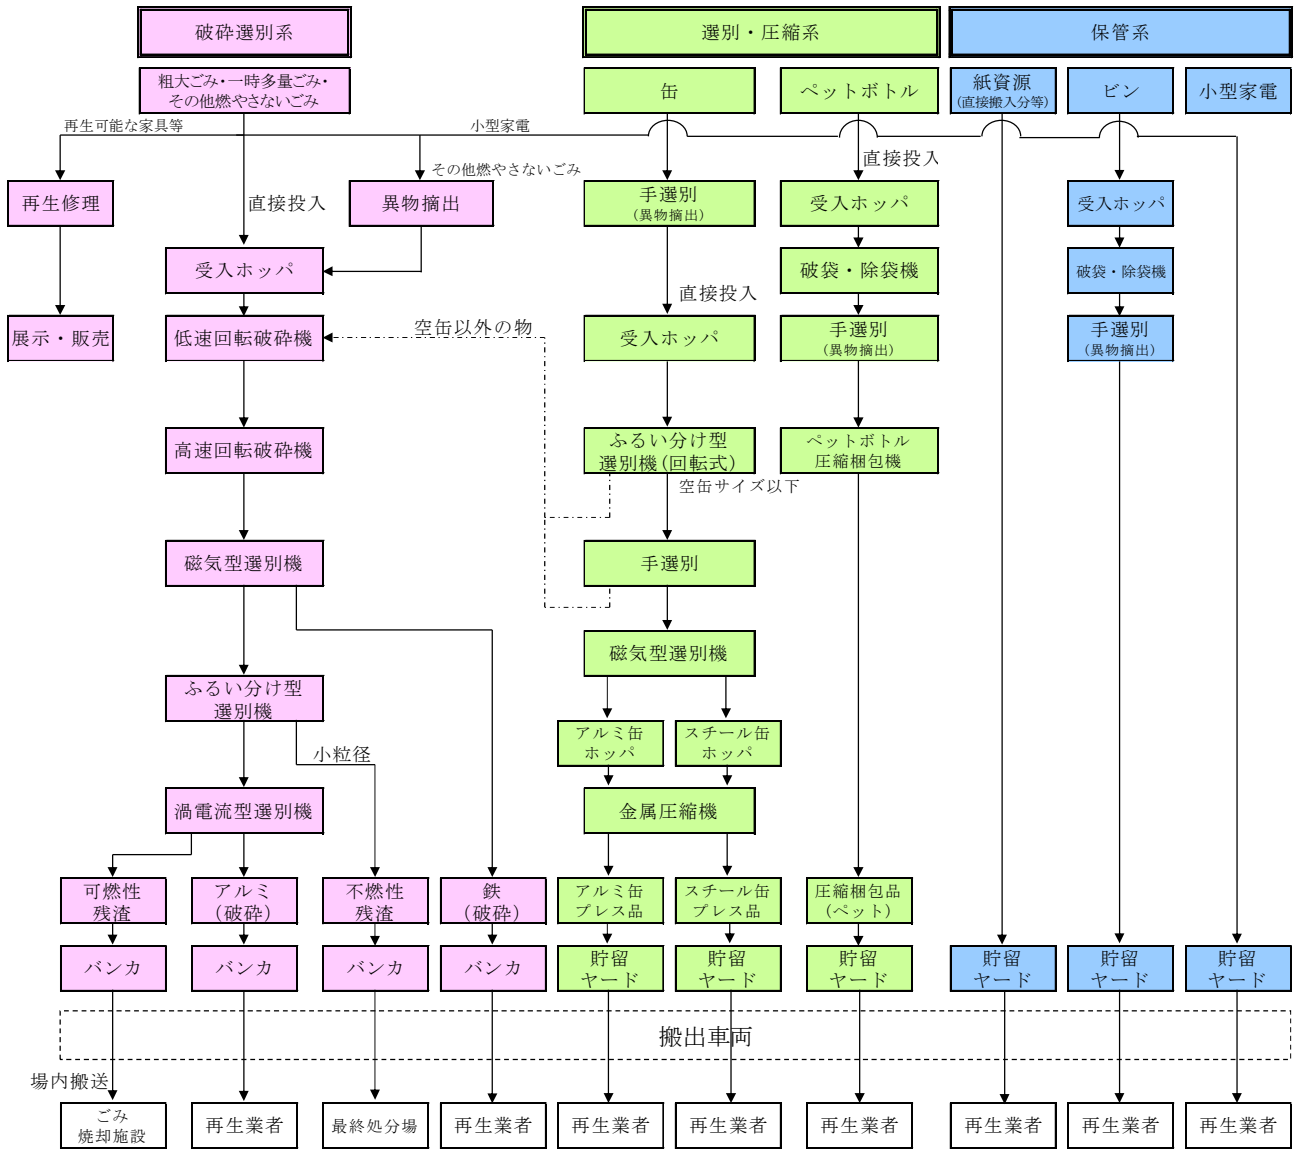 破砕選別系
選別・圧縮系
保管系
粗大ごみ・一時多量ごみ・
その他燃やさないごみ
缶
ペットボトル
紙資源
(直接搬入分等)
ビン
小型家電
再生可能な家具等
小型家電
直接投入
その他燃やさないごみ
再生修理
直接投入
異物摘出
手選別
(異物摘出)
受入ホッパ
受入ホッパ
受入ホッパ
破袋・除袋機
破袋・除袋機
直接投入
展示・販売
低速回転破砕機
空缶以外の物
受入ホッパ
手選別
(異物摘出)
手選別
(異物摘出)
高速回転破砕機
ふるい分け型
選別機(回転式)
ペットボトル
圧縮梱包機
空缶サイズ以下
磁気型選別機
手選別
磁気型選別機
ふるい分け型
選別機
アルミ缶
ホッパ
スチール缶
ホッパ
小粒径
渦電流型選別機
金属圧縮機
可燃性
残渣
アルミ
(破砕)
不燃性
残渣
鉄
(破砕)
アルミ缶
プレス品
スチール缶
プレス品
圧縮梱包品
(ペット)
バンカ
バンカ
バンカ
バンカ
貯留
ヤード
貯留
ヤード
貯留
ヤード
貯留
ヤード
貯留
ヤード
貯留
ヤード
搬出車両
場内搬送
ごみ
焼却施設
再生業者
最終処分場
再生業者
再生業者
再生業者
再生業者
再生業者
再生業者
再生業者